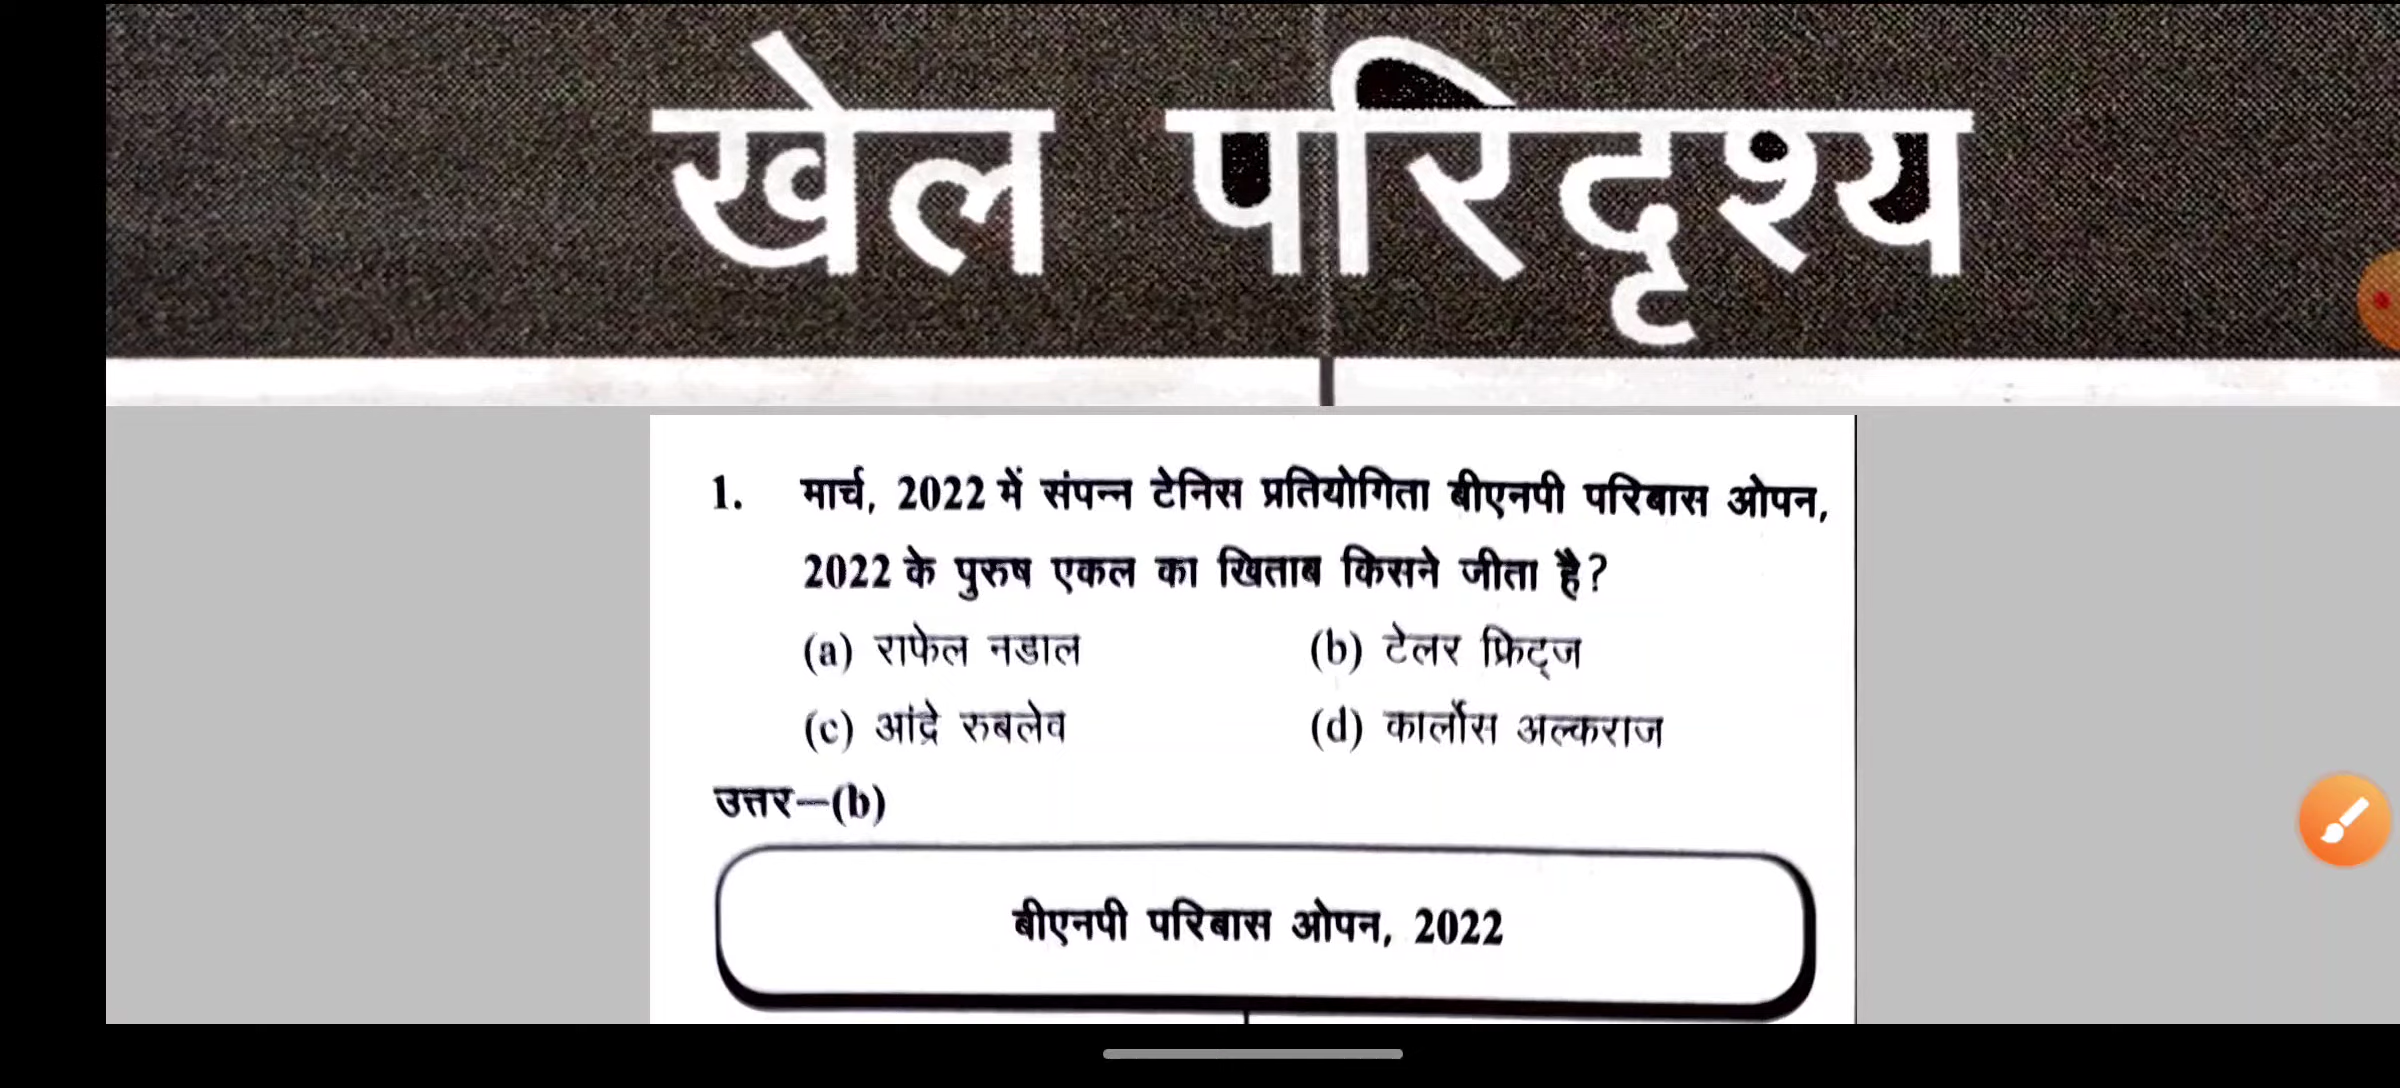 खेल परिदृश्य
1. मार्च, 2022 में संपन्न टेनिस प्रतियोगिता बीएनपी परिबास ओपन,
2022 के पुरुष एकल का खिताब किसने जीता है?
(a) राफेल नडाल (b) टेलर फ्रिट्ज
(c) आंद्रे रुबलेव (d) कार्लोस अल्कराज
उत्तर—(b)
बीएनपी परिबास ओपन, 2022